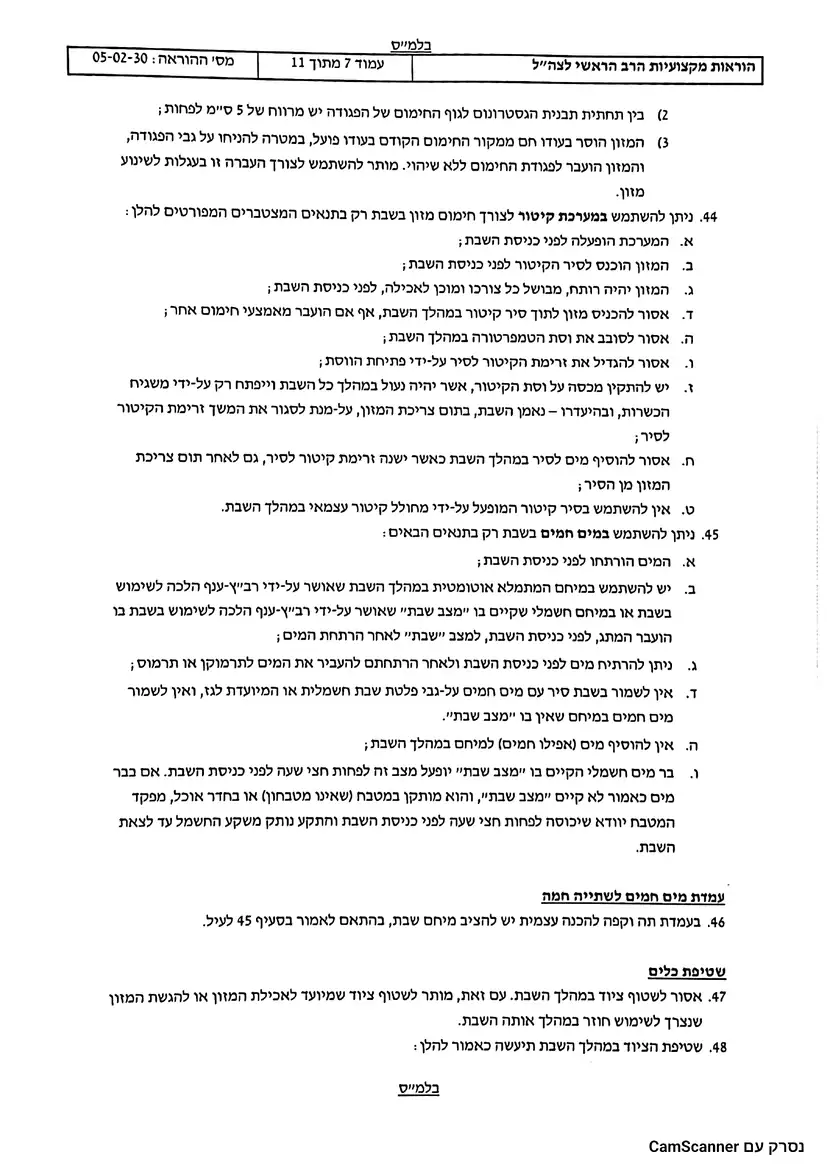 בלמ״ס
הוראות מקצועיות הרב הראשי לצה״ל עמוד 7 מתוך 11 מס׳ ההוראה: 05-02-30
2) בין תחתית תבנית הגסטרונום לגוף החימום של הפגודה יש מרווח של 5 ס״מ לפחות;
3) המזון הוסר בעודו חם ממקור החימום הקודם בעודו פועל, במטרה להניחו על גבי הפגודה,
והמזון הועבר לפגודת החימום ללא שיהוי. מותר להשתמש לצורך העברה זו בעגלות לשינוע
מזון.
44. ניתן להשתמש במערכת קיטור לצורך חימום מזון בשבת רק בתנאים המצטברים המפורטים להלן:
א. המערכת הופעלה לפני כניסת השבת;
ב. המזון הוכנס לסיר הקיטור לפני כניסת השבת;
ג. המזון יהיה רותח, מבושל כל צורכו ומוכן לאכילה, לפני כניסת השבת;
ד. אסור להכניס מזון לתוך סיר קיטור במהלך השבת, אף אם הועבר מאמצעי חימום אחר;
ה. אסור לסובב את וסת הטמפרטורה במהלך השבת;
ו. אסור להגדיל את זרימת הקיטור לסיר על-ידי פתיחת הווסת;
ז. יש להתקין מכסה על וסת הקיטור, אשר יהיה נעול במהלך כל השבת וייפתח רק על-ידי משגיח
הכשרות, ובהיעדרו – נאמן השבת, בתום צריכת המזון, על-מנת לסגור את המשך זרימת הקיטור
לסיר;
ח. אסור להוסיף מים לסיר במהלך השבת כאשר ישנה זרימת קיטור לסיר, גם לאחר תום צריכת
המזון מן הסיר;
ט. אין להשתמש בסיר קיטור המופעל על-ידי מחולל קיטור עצמאי במהלך השבת.
45. ניתן להשתמש במים חמים בשבת רק בתנאים הבאים:
א. המים הורתחו לפני כניסת השבת;
ב. יש להשתמש במיחם המתמלא אוטומטית במהלך השבת שאושר על-ידי רב״ץ-ענף הלכה לשימוש
בשבת או במיחם חשמלי שקיים בו ״מצב שבת״ שאושר על-ידי רב״ץ-ענף הלכה לשימוש בשבת בו
הועבר המתג, לפני כניסת השבת, למצב ״שבת״ לאחר הרתחת המים;
ג. ניתן להרתיח מים לפני כניסת השבת ולאחר הרתחתם להעביר את המים לתרמוקן או תרמוס;
ד. אין לשמור בשבת סיר עם מים חמים על-גבי פלטת שבת חשמלית או המיועדת לגז, ואין לשמור
מים חמים במיחם שאין בו ״מצב שבת״.
ה. אין להוסיף מים (אפילו חמים) למיחם במהלך השבת;
ו. בר מים חשמלי הקיים בו ״מצב שבת״ יופעל מצב זה לפחות חצי שעה לפני כניסת השבת. אם בבר
מים כאמור לא קיים ״מצב שבת״, והוא מותקן במטבח (שאינו מטבחון) או בחדר אוכל, מפקד
המטבח יוודא שיכוסה לפחות חצי שעה לפני כניסת השבת והתקע נותק משקע החשמל עד לצאת
השבת.
עמדת מים חמים לשתייה חמה
46. בעמדת תה וקפה להכנה עצמית יש להציב מיחם שבת, בהתאם לאמור בסעיף 45 לעיל.
שטיפת כלים
47. אסור לשטוף ציוד במהלך השבת. עם זאת, מותר לשטוף ציוד שמיועד לאכילת המזון או להגשת המזון
שנצרך לשימוש חוזר במהלך אותה השבת.
48. שטיפת הציוד במהלך השבת תיעשה כאמור להלן:
בלמ״ס
נסרק עם CamScanner